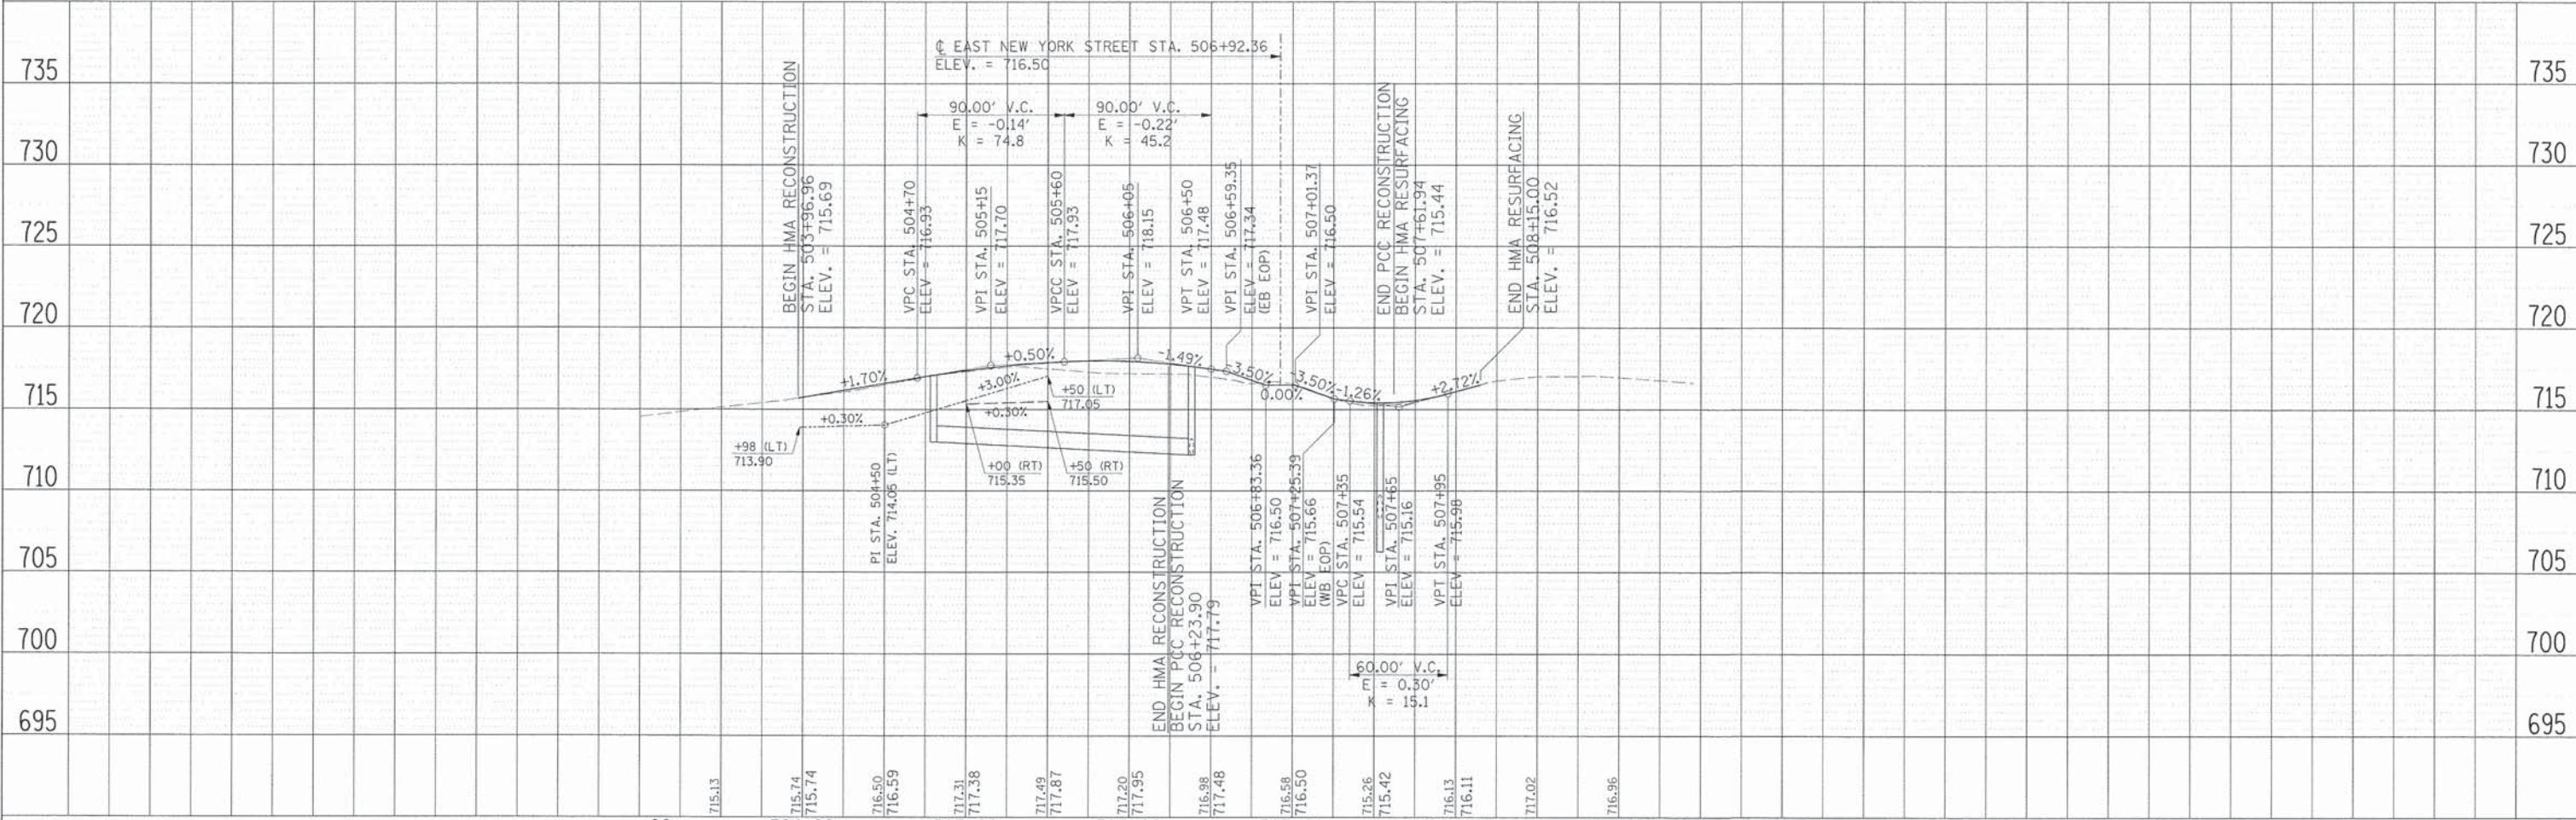 ℄ EAST NEW YORK STREET STA. 506+92.36
ELEV. = 716.50
735
735
730
730
725
725
720
720
715
715
710
710
705
705
700
700
695
695
90.00' V.C.
E = -0.14'
K = 74.8
90.00' V.C.
E = -0.22'
K = 45.2
BEGIN HMA RECONSTRUCTION
STA. 503+96.96
ELEV. = 715.69
VPC STA. 504+70
ELEV = 716.93
VPI STA. 505+15
ELEV = 717.70
VPCC STA. 505+60
ELEV = 717.93
VPI STA. 506+05
ELEV = 718.15
VPT STA. 506+50
ELEV = 717.48
VPI STA. 506+59.35
ELEV = 717.34
(EB EOP)
VPI STA. 507+01.37
ELEV = 716.50
END PCC RECONSTRUCTION
BEGIN HMA RESURFACING
STA. 507+61.94
ELEV. = 715.44
END HMA RESURFACING
STA. 508+15.00
ELEV. = 716.52
+1.70%
+0.50%
-1.49%
-3.50%
0.00%
-3.50%
-1.26%
+2.72%
+0.30%
+3.00%
+0.30%
+98 (LT)
713.90
+50 (LT)
717.05
+00 (RT)
715.35
+50 (RT)
715.50
PI STA. 504+50
ELEV. 714.05 (LT)
END HMA RECONSTRUCTION
BEGIN PCC RECONSTRUCTION
STA. 506+23.90
ELEV. = 717.79
VPI STA. 506+83.36
ELEV = 716.50
VPI STA. 507+25.39
ELEV = 715.66
(WB EOP)
VPC STA. 507+35
ELEV = 715.54
VPI STA. 507+65
ELEV = 715.16
VPT STA. 507+95
ELEV = 715.98
60.00' V.C.
E = 0.30'
K = 15.1
715.13
715.74
715.74
716.50
716.59
717.31
717.38
717.49
717.87
717.20
717.95
716.98
717.48
716.58
716.50
715.26
715.42
716.13
716.11
717.02
716.96